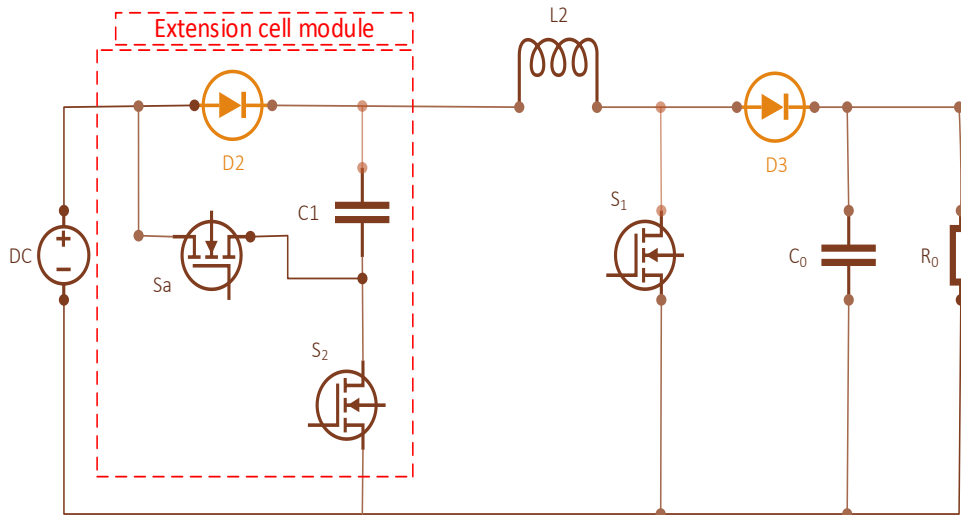 Extension cell module
L2
D2
D3
C1
S₁
DC
Sa
C₀
R₀
S₂